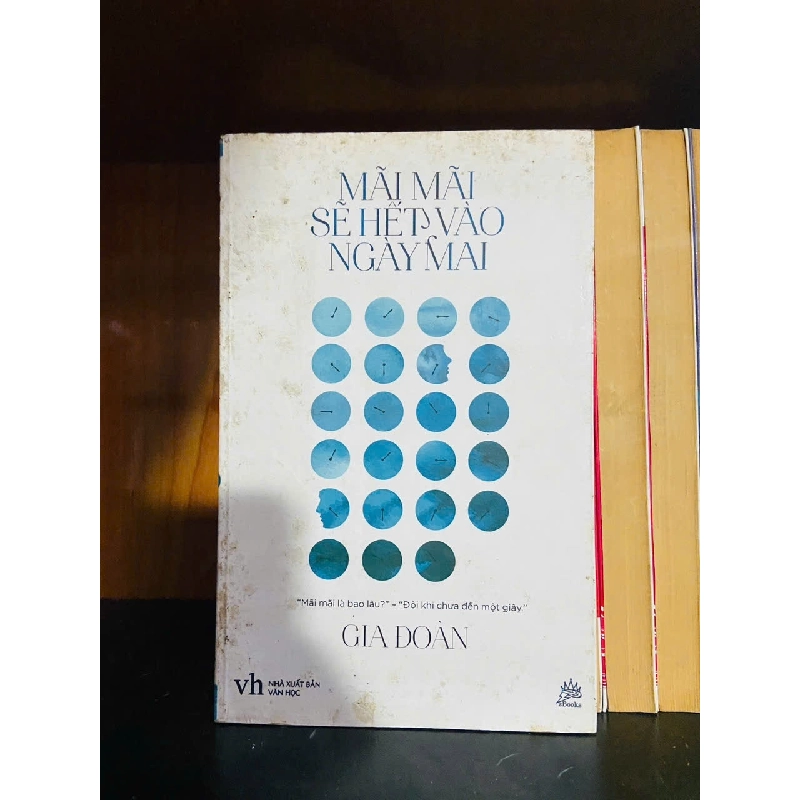 MÃI MÃI
SẼ HẾT VÀO
NGÀY MAI
“Mãi mãi là bao lâu?” – “Đôi khi chưa đến một giây”
GIA ĐOÀN
vh NHÀ XUẤT BẢN
VĂN HỌC
Books